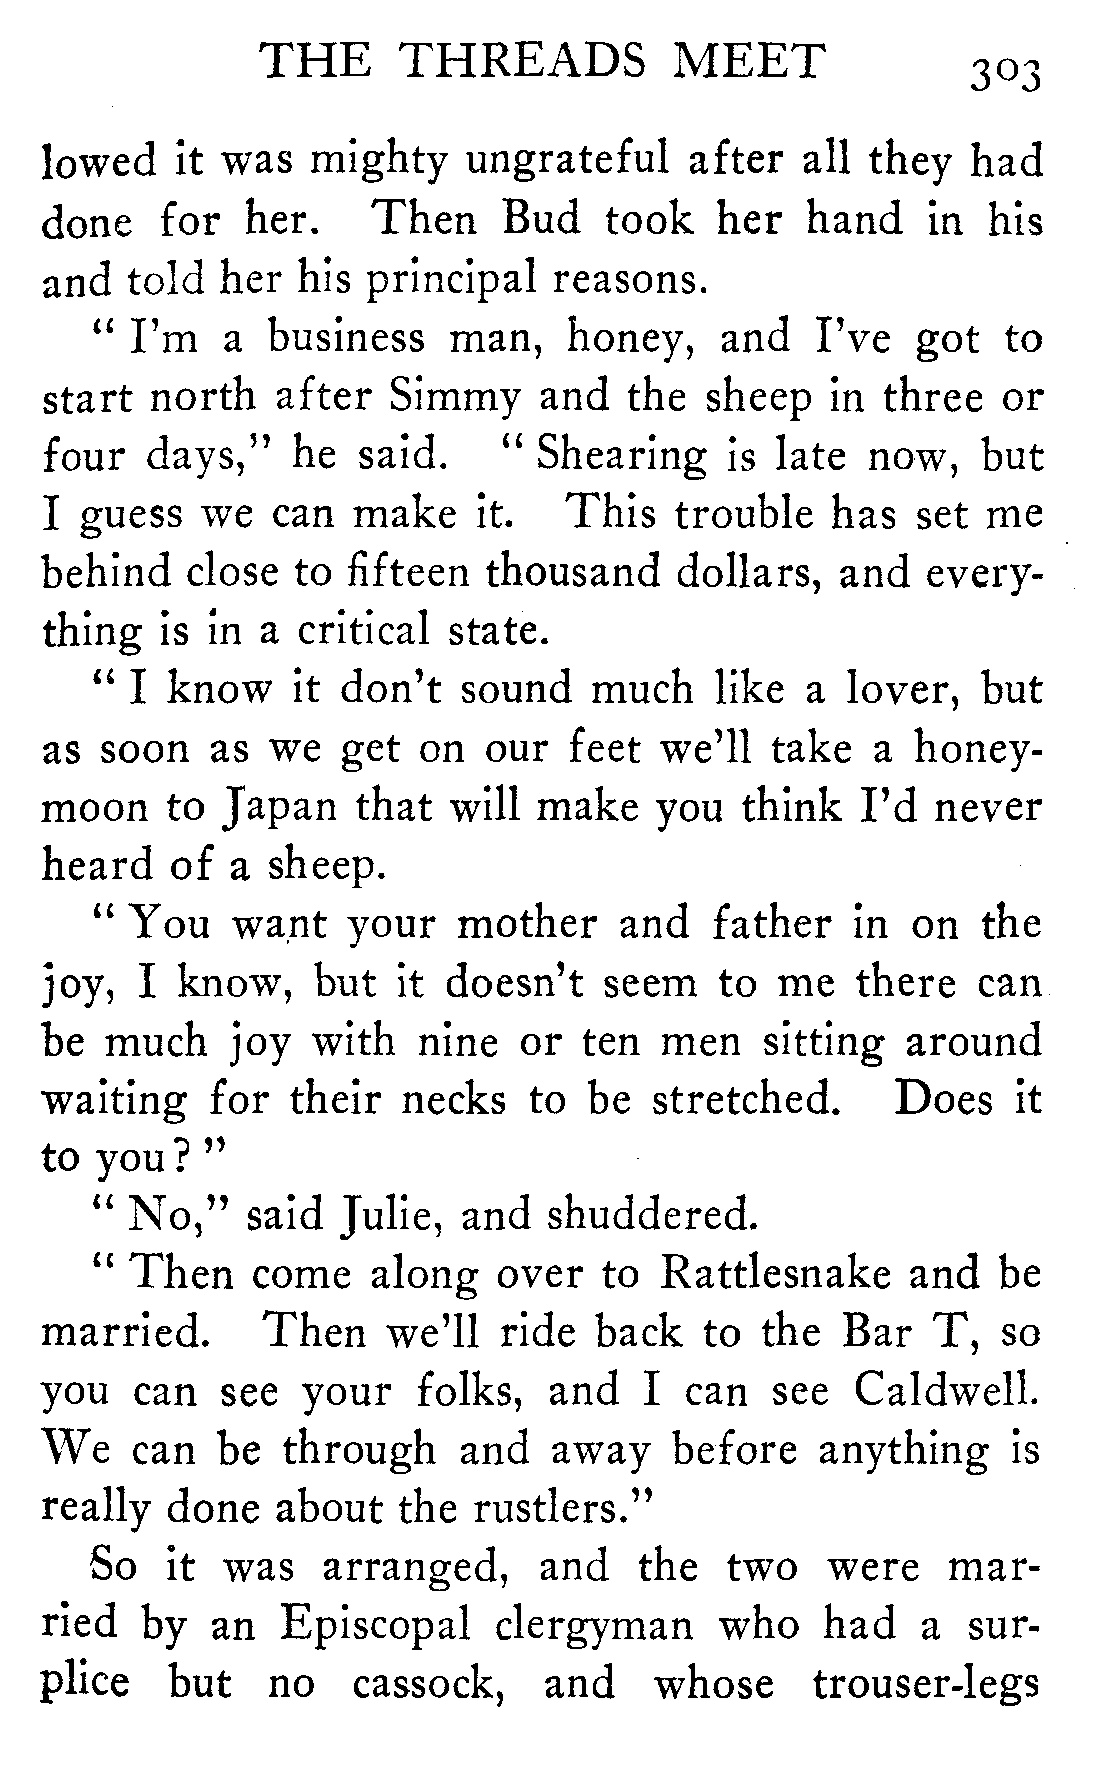 THE THREADS MEET 303
lowed it was mighty ungrateful after all they had
done for her. Then Bud took her hand in his
and told her his principal reasons.
“ I'm a business man, honey, and I've got to
start north after Simmy and the sheep in three or
four days,” he said. “ Shearing is late now, but
I guess we can make it. This trouble has set me
behind close to fifteen thousand dollars, and every-
thing is in a critical state.
“ I know it don't sound much like a lover, but
as soon as we get on our feet we'll take a honey-
moon to Japan that will make you think I'd never
heard of a sheep.
“ You want your mother and father in on the
joy, I know, but it doesn't seem to me there can
be much joy with nine or ten men sitting around
waiting for their necks to be stretched. Does it
to you? ”
“ No,” said Julie, and shuddered.
“ Then come along over to Rattlesnake and be
married. Then we'll ride back to the Bar T, so
you can see your folks, and I can see Caldwell.
We can be through and away before anything is
really done about the rustlers.”
So it was arranged, and the two were mar-
ried by an Episcopal clergyman who had a sur-
plice but no cassock, and whose trouser-legs